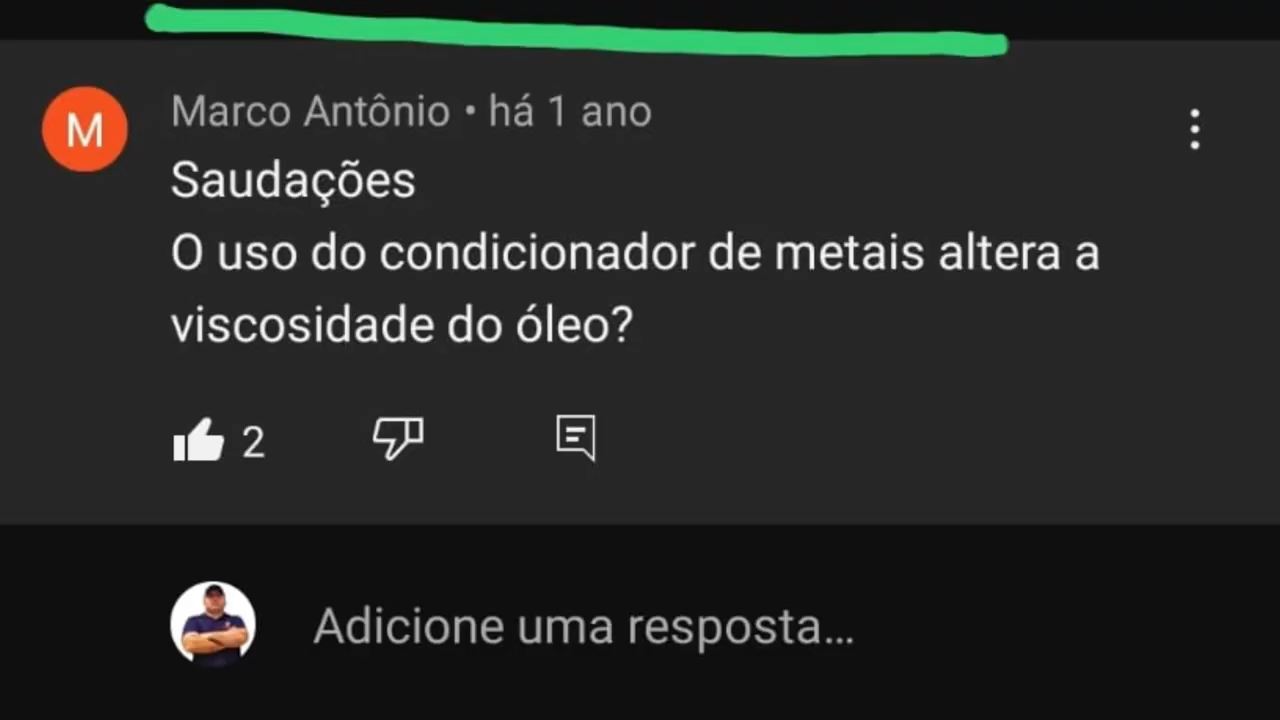 M
Marco Antônio • há 1 ano
Saudações
O uso do condicionador de metais altera a
viscosidade do óleo?
2
Adicione uma resposta...